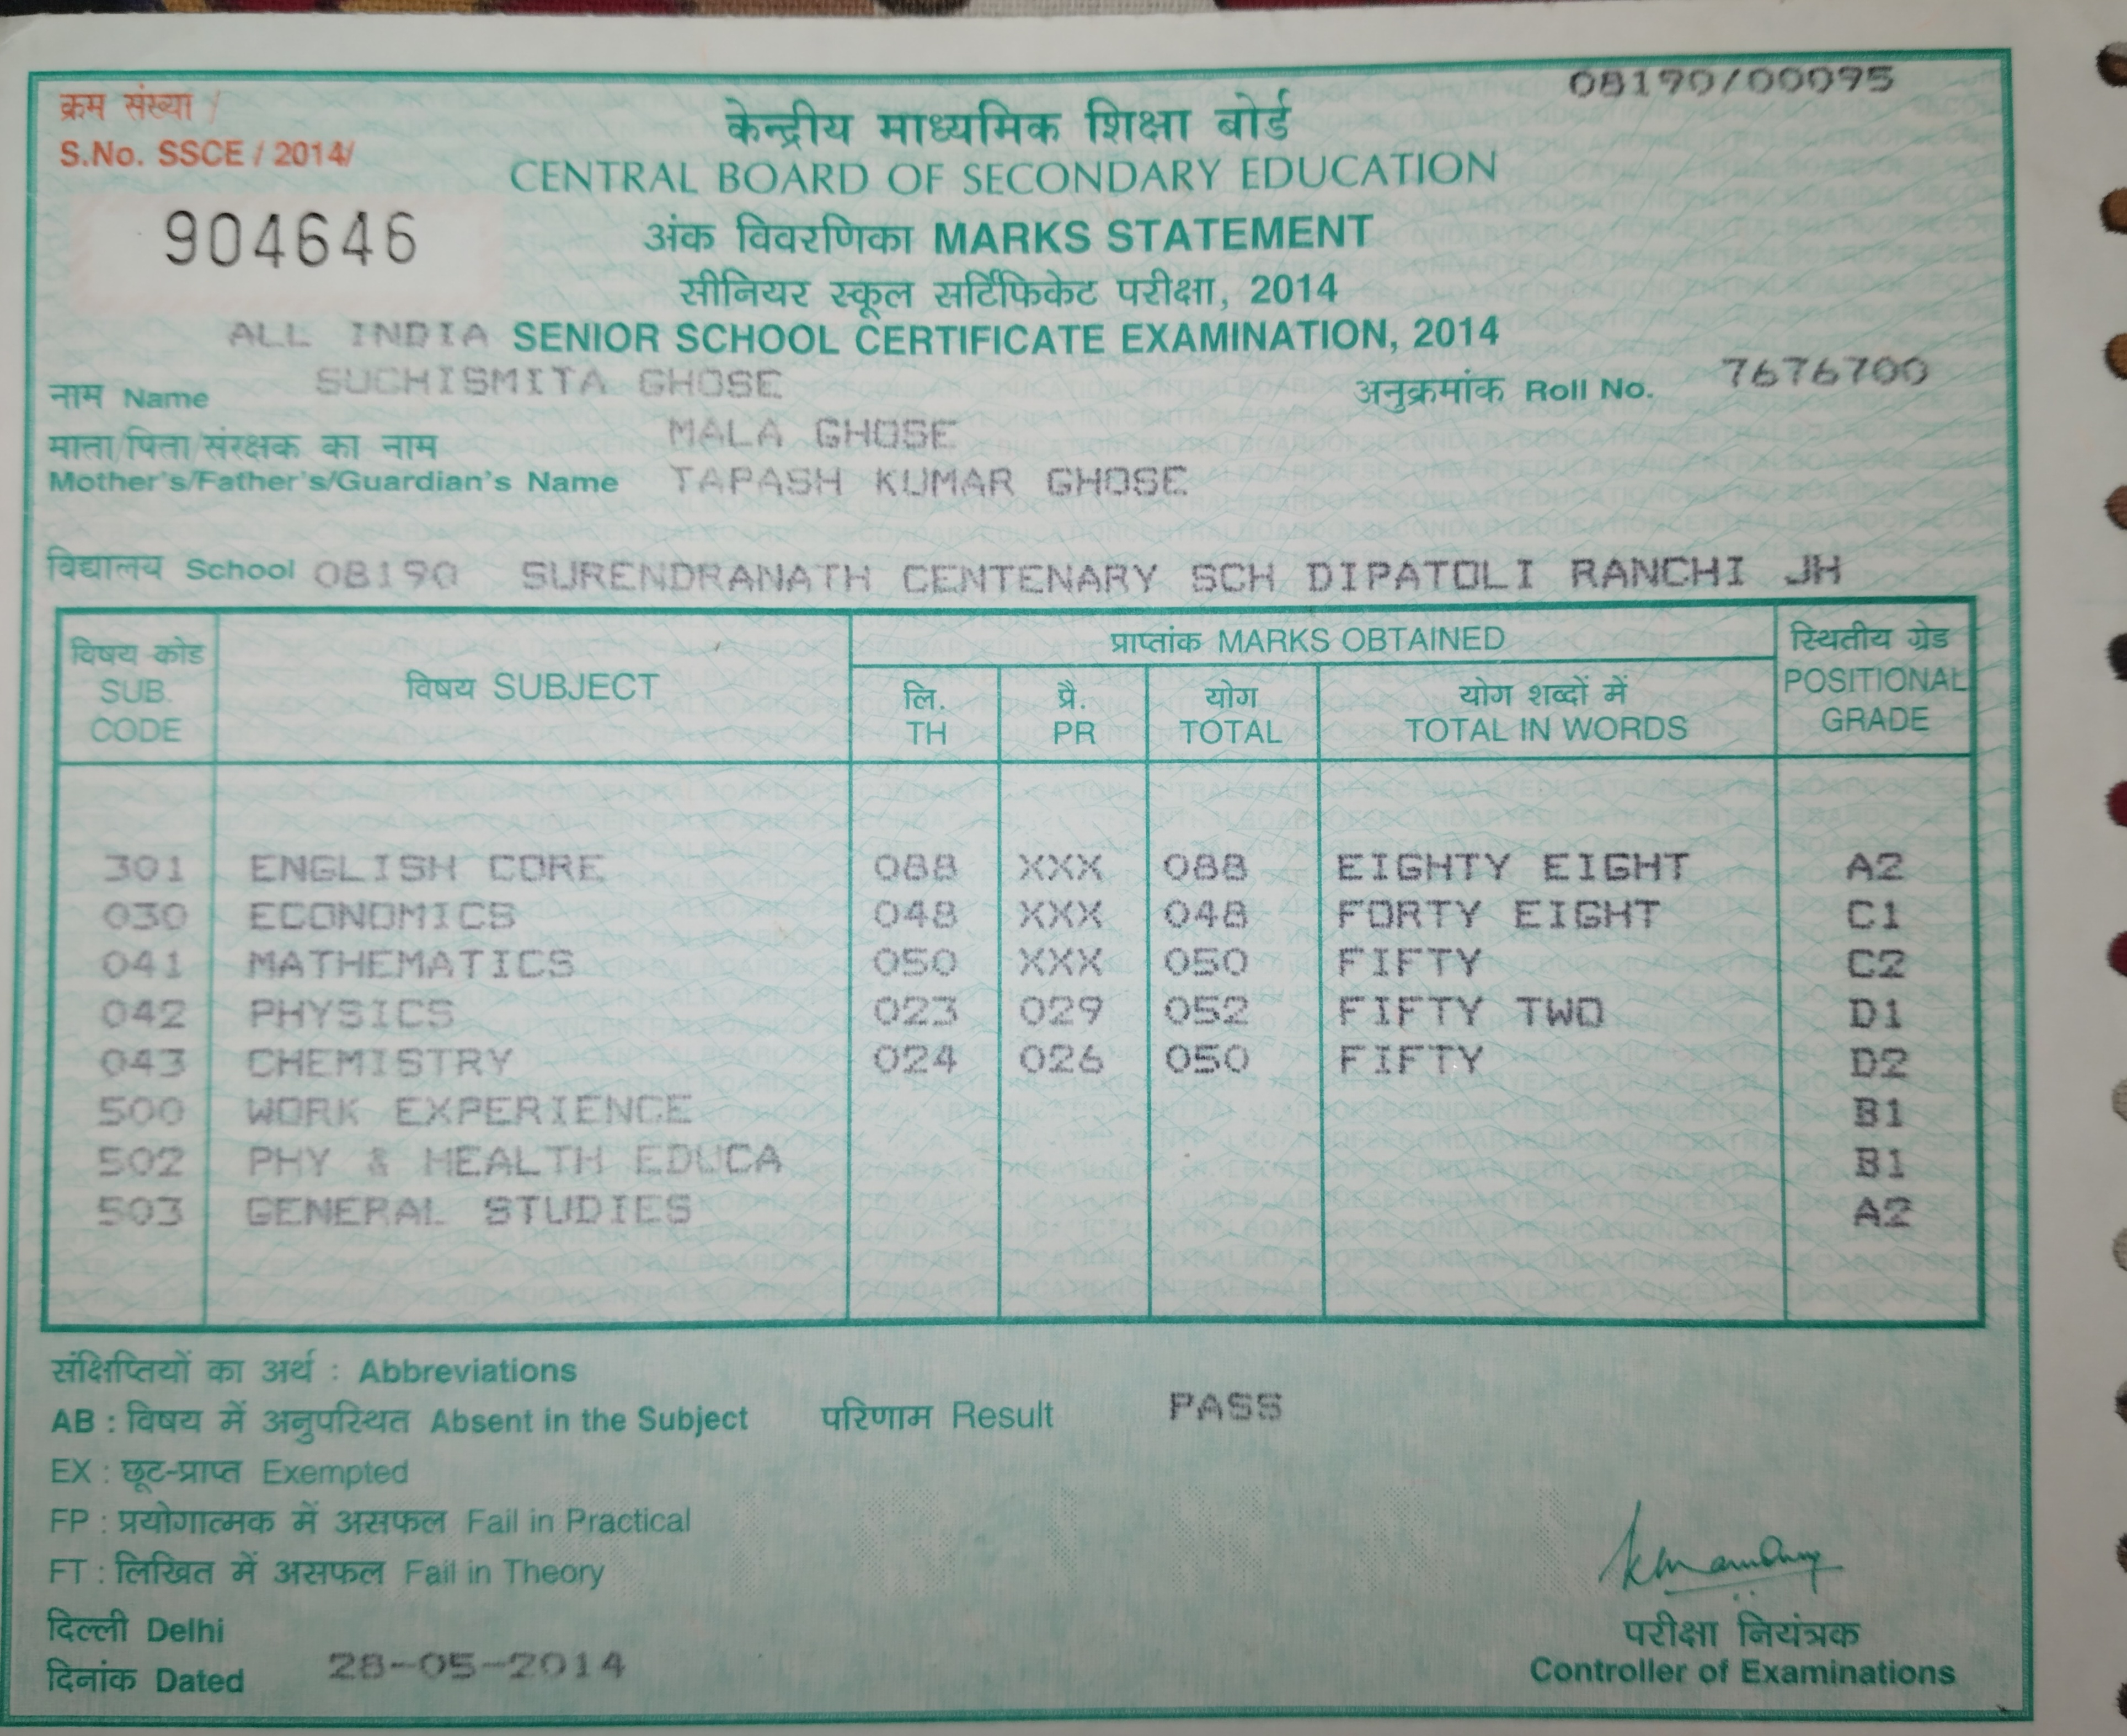 08190/00095
क्रम संख्या /
S.No. SSCE / 2014/
904646
केन्द्रीय माध्यमिक शिक्षा बोर्ड
CENTRAL BOARD OF SECONDARY EDUCATION
अंक विवरणिका MARKS STATEMENT
सीनियर स्कूल सर्टिफिकेट परीक्षा, 2014
ALL INDIA SENIOR SCHOOL CERTIFICATE EXAMINATION, 2014
नाम Name SUCHISMITA GHOSE अनुक्रमांक Roll No. 7676700
माता/पिता/संरक्षक का नाम MALA GHOSE
Mother's/Father's/Guardian's Name TAPASH KUMAR GHOSE
विद्यालय School 08190 SURENDRANATH CENTENARY SCH DIPATOLI RANCHI JH
विषय कोड SUB. CODE विषय SUBJECT प्राप्तांक MARKS OBTAINED स्थितीय ग्रेड POSITIONAL GRADE
लि. TH प्रै. PR योग TOTAL योग शब्दों में TOTAL IN WORDS
301 ENGLISH CORE 088 XXX 088 EIGHTY EIGHT A2
030 ECONOMICS 048 XXX 048 FORTY EIGHT C1
041 MATHEMATICS 050 XXX 050 FIFTY C2
042 PHYSICS 023 029 052 FIFTY TWO D1
043 CHEMISTRY 024 026 050 FIFTY D2
500 WORK EXPERIENCE B1
502 PHY & HEALTH EDUCA B1
503 GENERAL STUDIES A2
संक्षिप्तियों का अर्थ : Abbreviations
AB : विषय में अनुपस्थित Absent in the Subject परिणाम Result PASS
EX : छूट-प्राप्त Exempted
FP : प्रयोगात्मक में असफल Fail in Practical
FT : लिखित में असफल Fail in Theory
दिल्ली Delhi
दिनांक Dated 28-05-2014
परीक्षा नियंत्रक
Controller of Examinations